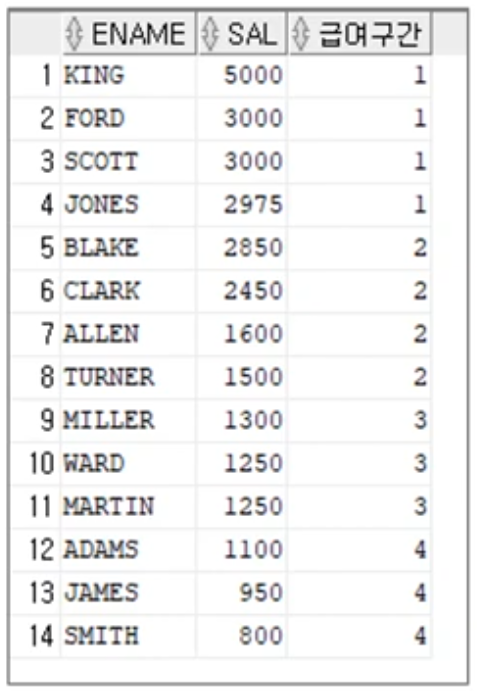 ENAME SAL 급여구간
1 KING 5000 1
2 FORD 3000 1
3 SCOTT 3000 1
4 JONES 2975 1
5 BLAKE 2850 2
6 CLARK 2450 2
7 ALLEN 1600 2
8 TURNER 1500 2
9 MILLER 1300 3
10 WARD 1250 3
11 MARTIN 1250 3
12 ADAMS 1100 4
13 JAMES 950 4
14 SMITH 800 4